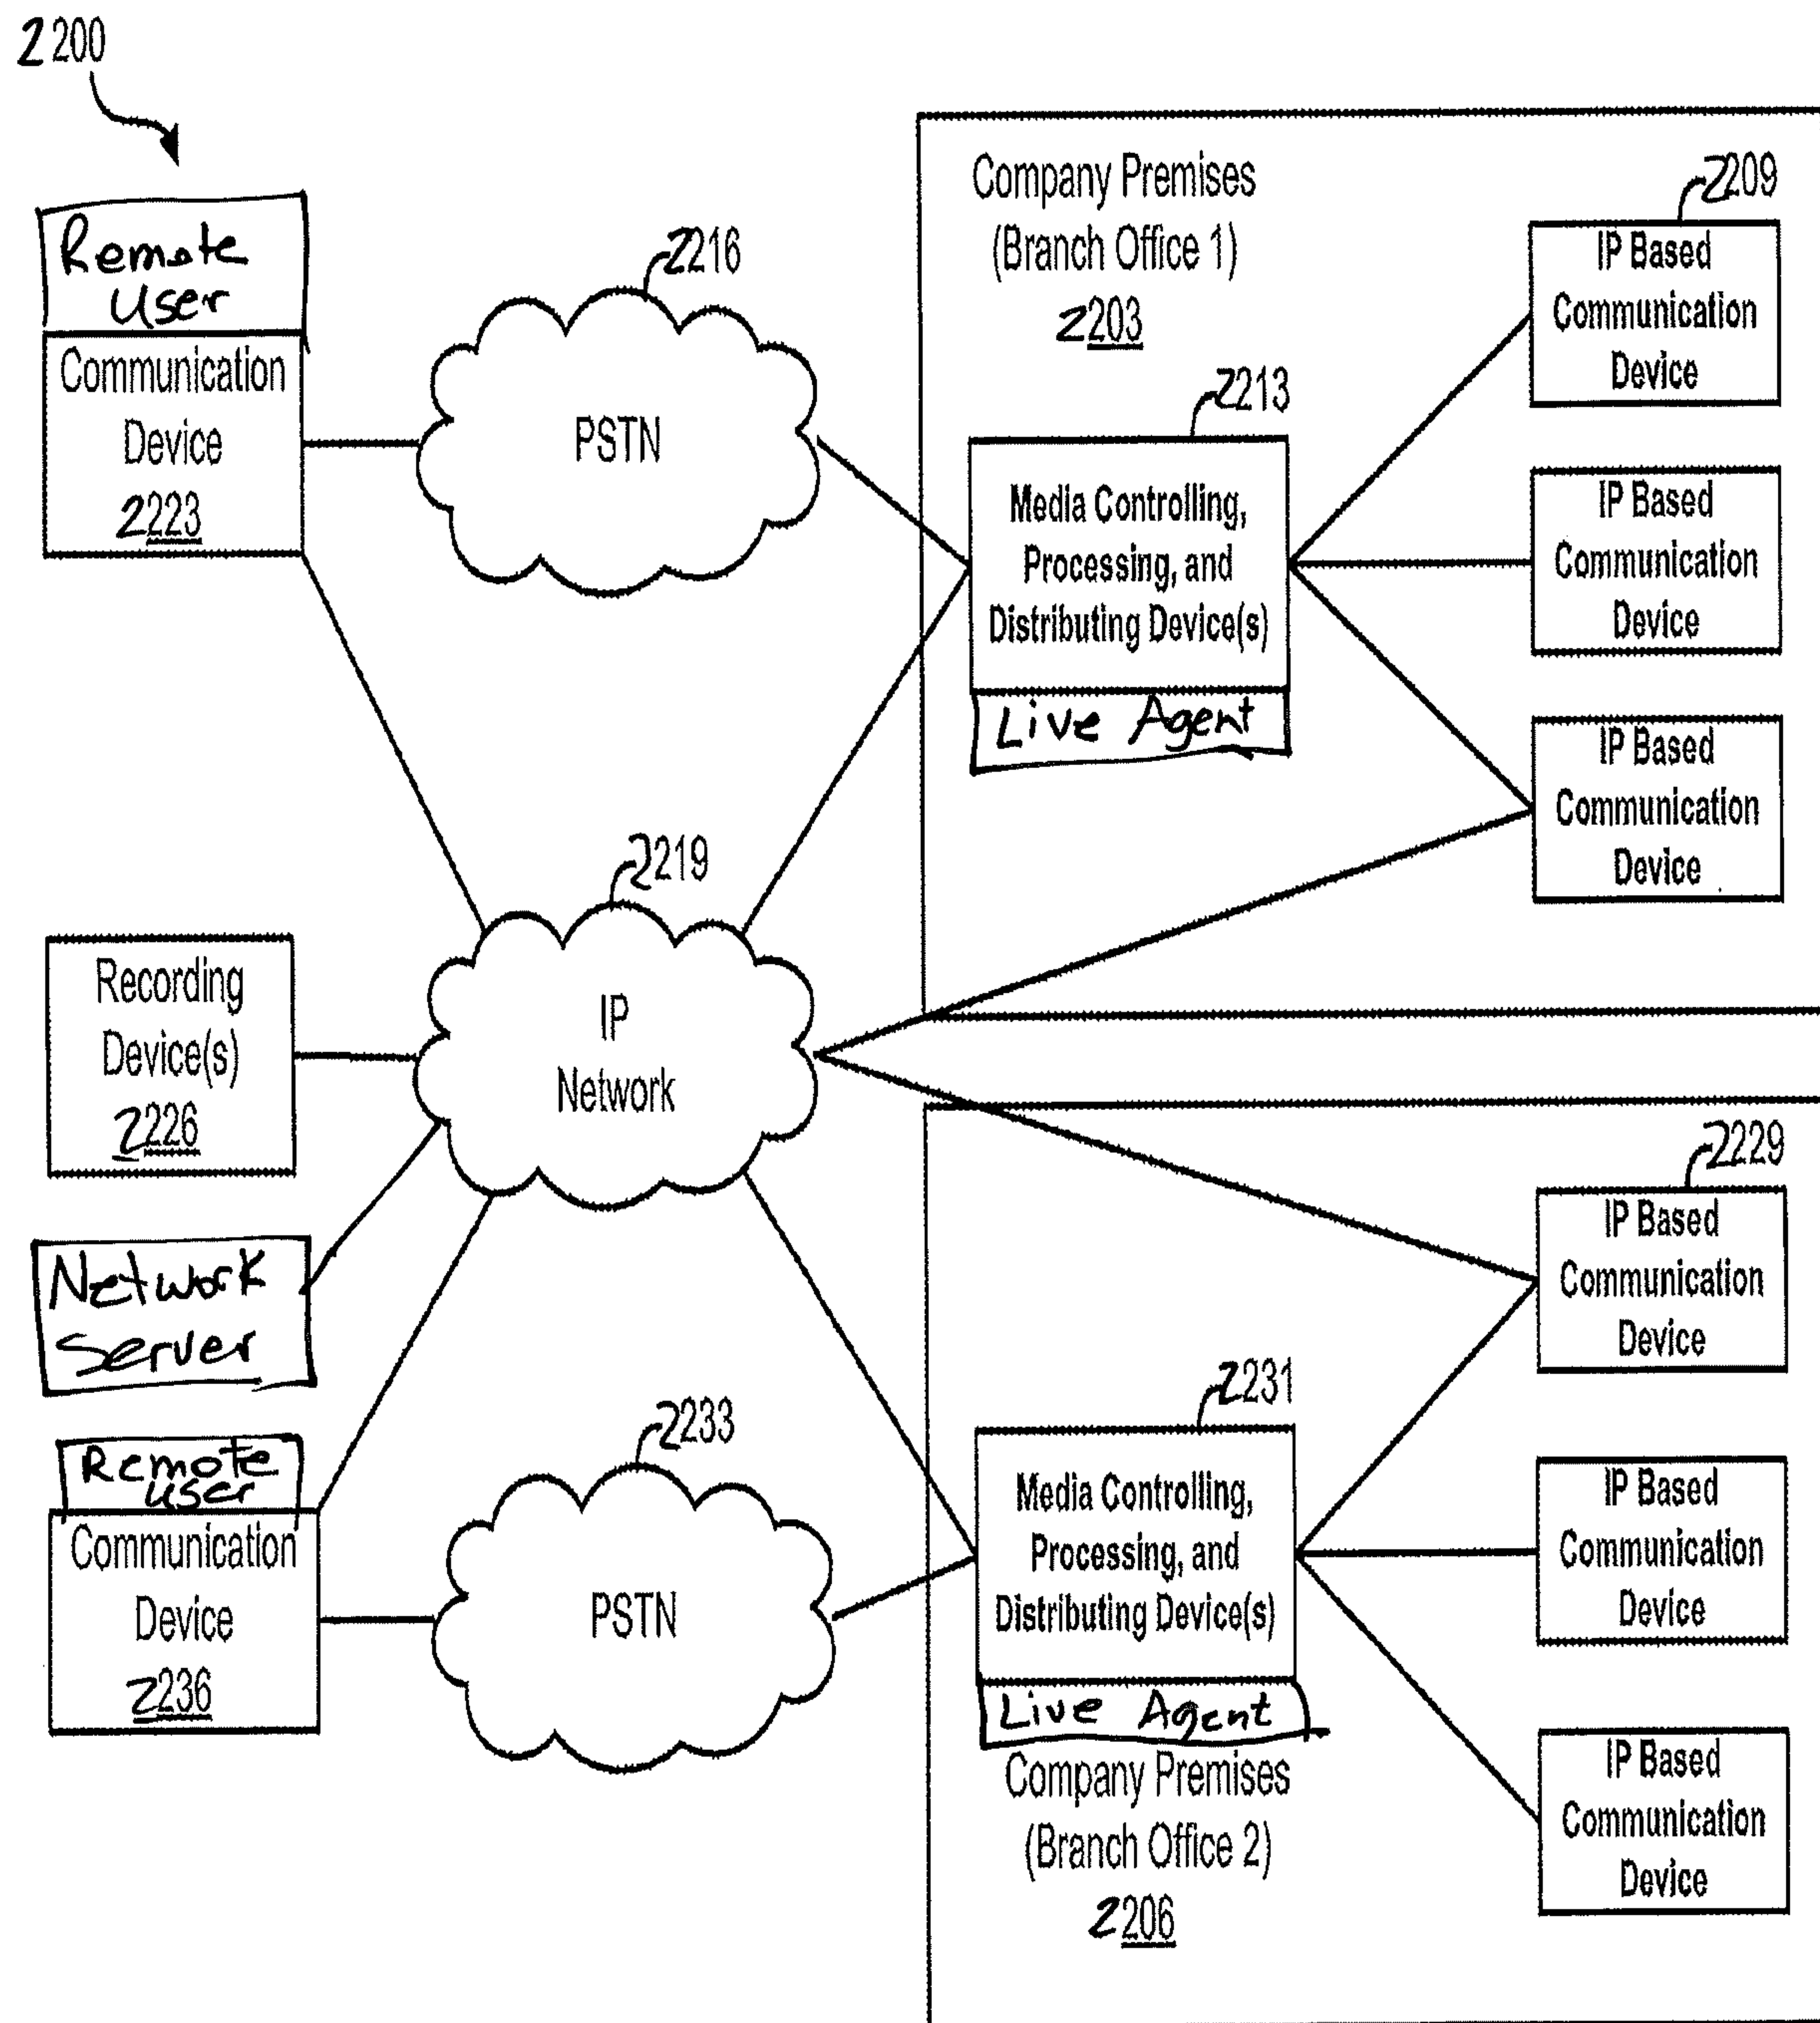 2200
Remote
User
Communication
Device
2223
2216
PSTN
Company Premises
(Branch Office 1)
2203
2213
Media Controlling,
Processing, and
Distributing Device(s)
Live Agent
2209
IP Based
Communication
Device
IP Based
Communication
Device
IP Based
Communication
Device
2219
IP
Network
Recording
Device(s)
2226
Network
Server
Remote
User
Communication
Device
2236
2233
PSTN
2231
Media Controlling,
Processing, and
Distributing Device(s)
Live Agent
Company Premises
(Branch Office 2)
2206
2229
IP Based
Communication
Device
IP Based
Communication
Device
IP Based
Communication
Device